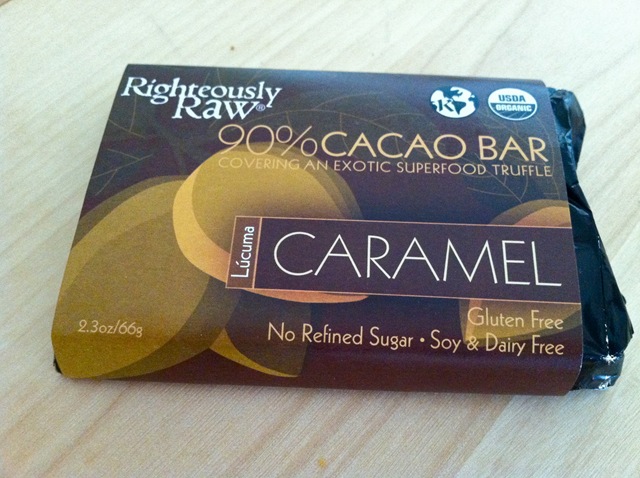 Righteously
Raw®
K
USDA
ORGANIC
90% CACAO BAR
COVERING AN EXOTIC SUPERFOOD TRUFFLE
Lúcuma
CARAMEL
2.3oz/66g
Gluten Free
No Refined Sugar • Soy & Dairy Free